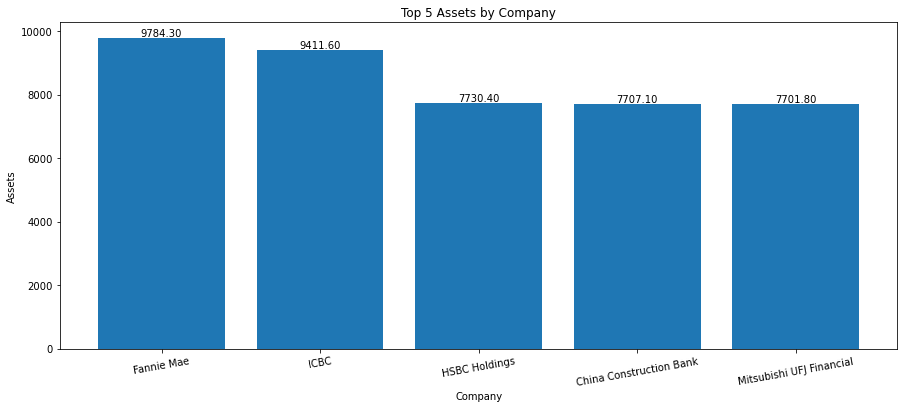 Top 5 Assets by Company
10000
8000
6000
4000
2000
0
Assets
9784.30
9411.60
7730.40
7707.10
7701.80
Fannie Mae
ICBC
HSBC Holdings
China Construction Bank
Mitsubishi UFJ Financial
Company